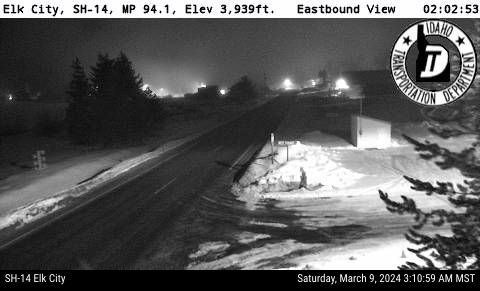 Elk City, SH-14, MP 94.1, Elev 3,939ft. Eastbound View 02:02:53
IDAHO
TRANSPORTATION DEPARTMENT
SH-14 Elk City Saturday, March 9, 2024 3:10:59 AM MST